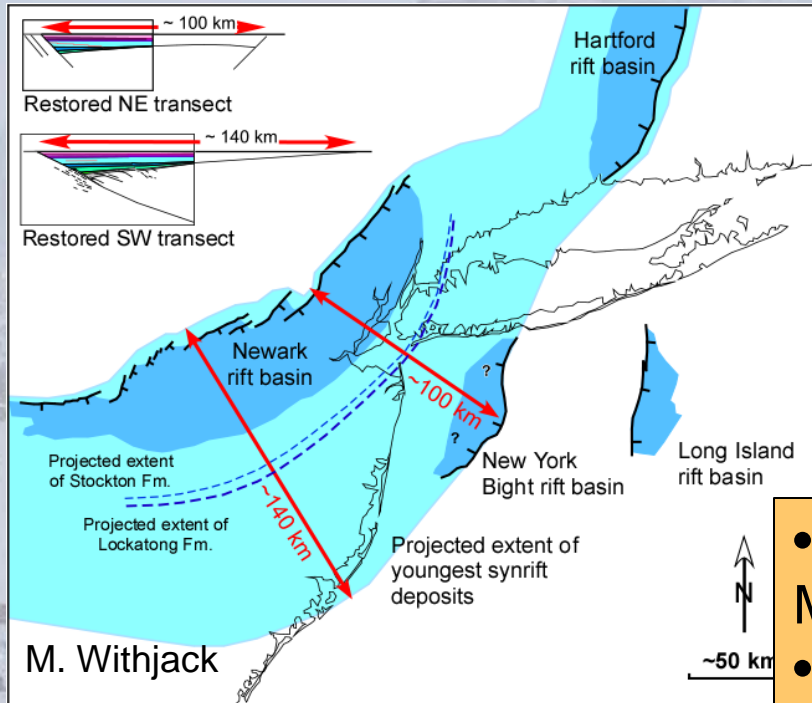 ~ 100 km
Restored NE transect
~ 140 km
Restored SW transect
Hartford
rift basin
Newark
rift basin
~100 km
?
?
New York
Bight rift basin
Long Island
rift basin
Projected extent
of Stockton Fm.
Projected extent of
Lockatong Fm.
~140 km
Projected extent of
youngest synrift
deposits
N
~50 km
M. Withjack
•
M
•